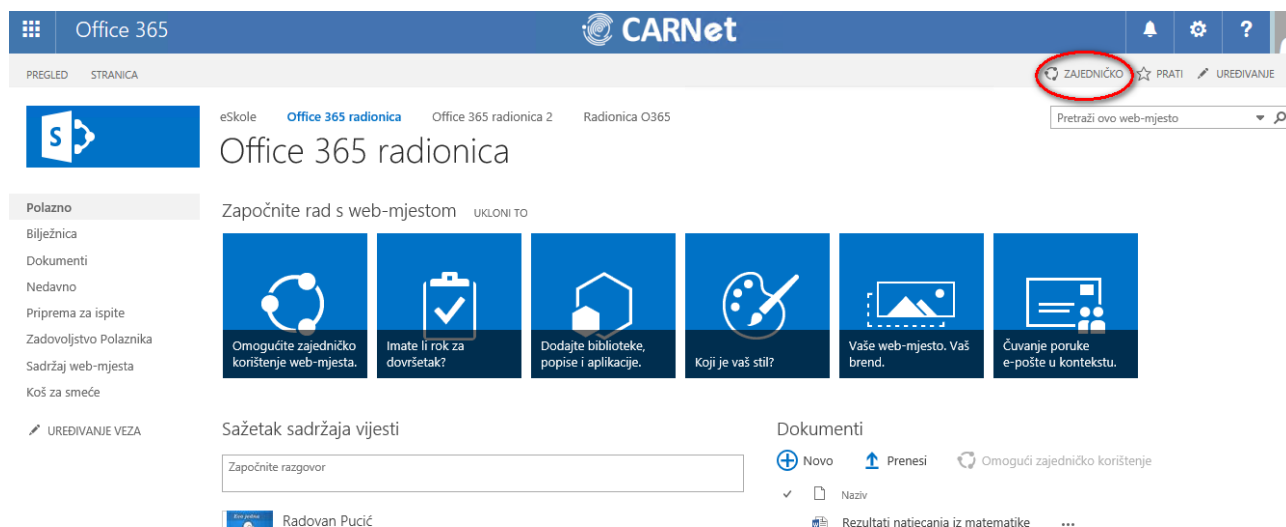 Office 365
CARNet
?
PREGLED STRANICA
ZAJEDNIČKO PRATI UREĐIVANJE
S
eSkole Office 365 radionica Office 365 radionica 2 Radionica O365
Pretraži ovo web-mjesto
Office 365 radionica
Polazno
Bilježnica
Dokumenti
Nedavno
Priprema za ispite
Zadovoljstvo Polaznika
Sadržaj web-mjesta
Koš za smeće
UREĐIVANJE VEZA
Započnite rad s web-mjestom UKLONI TO
Omogućite zajedničko
korištenje web-mjesta.
Imate li rok za
dovršetak?
Dodajte biblioteke,
popise i aplikacije.
Koji je vaš stil?
Vaše web-mjesto. Vaš
brend.
Čuvanje poruke
e-pošte u kontekstu.
Sažetak sadržaja vijesti
Započnite razgovor
Radovan Pucić
Dokumenti
Novo Prenesi Omogući zajedničko korištenje
Naziv
Rezultati natjecanja iz matematike ...